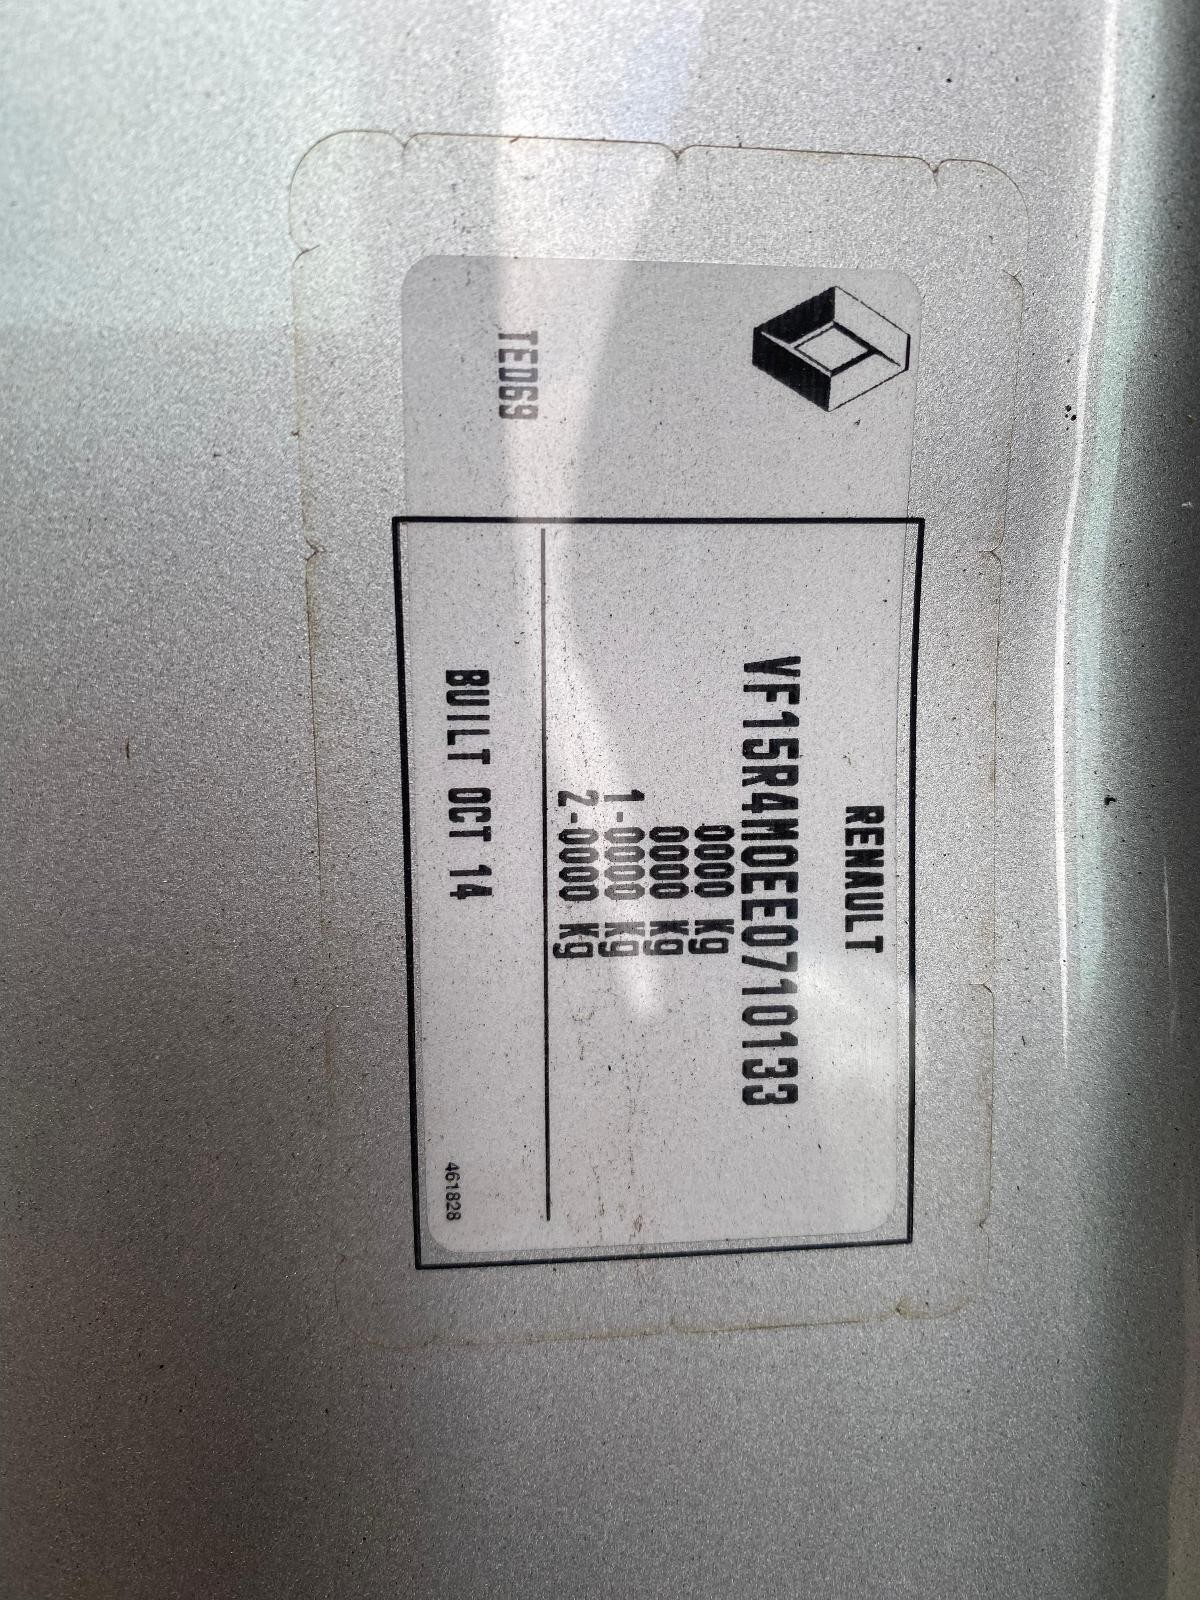 RENAULT
VF15R4M0EE0710133
0000 Kg
0000 Kg
1-0000 Kg
2-0000 Kg
TED69
BUILT OCT 14
461828